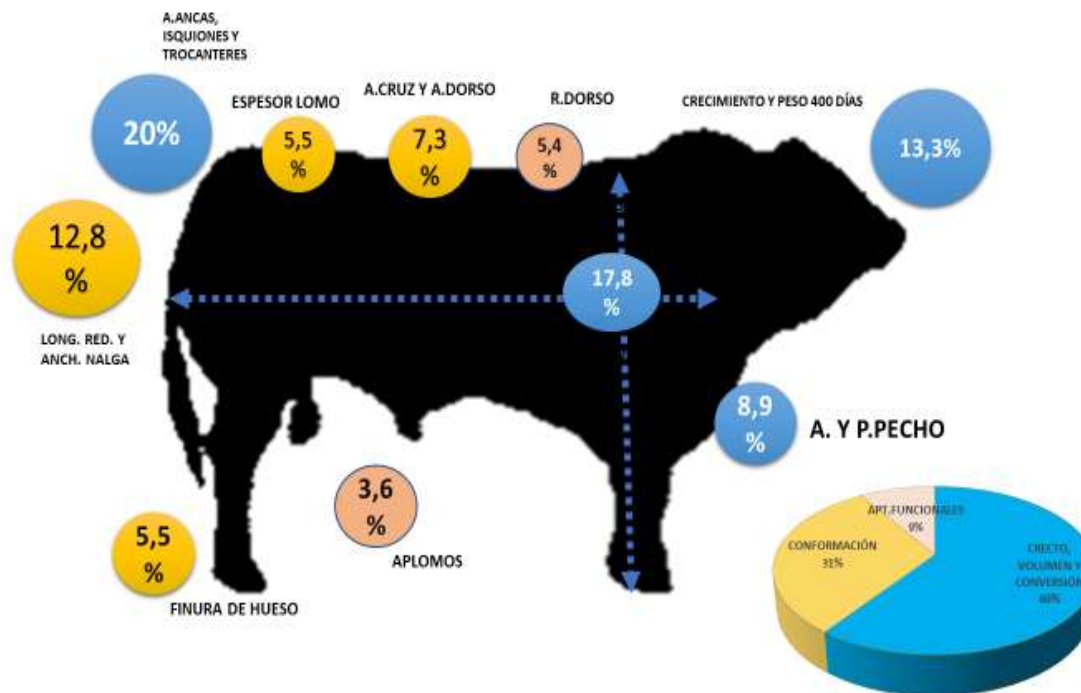 A.ANCAS,
ISQUIONES Y
TROCANTERES
20%
ESPESOR LOMO
5,5
%
A.CRUZ Y A.DORSO
7,3
%
R.DORSO
5,4
%
CRECIMIENTO Y PESO 400 DÍAS
13,3%
12,8
%
LONG. RED. Y
ANCH. NALGA
17,8
%
8,9
%
A. Y P.PECHO
3,6
%
APLOMOS
5,5
%
FINURA DE HUESO
APT.FUNCIONALES
9%
CONFORMACIÓN
31%
CRECTO,
VOLUMEN Y
CONVERSIÓN
60%